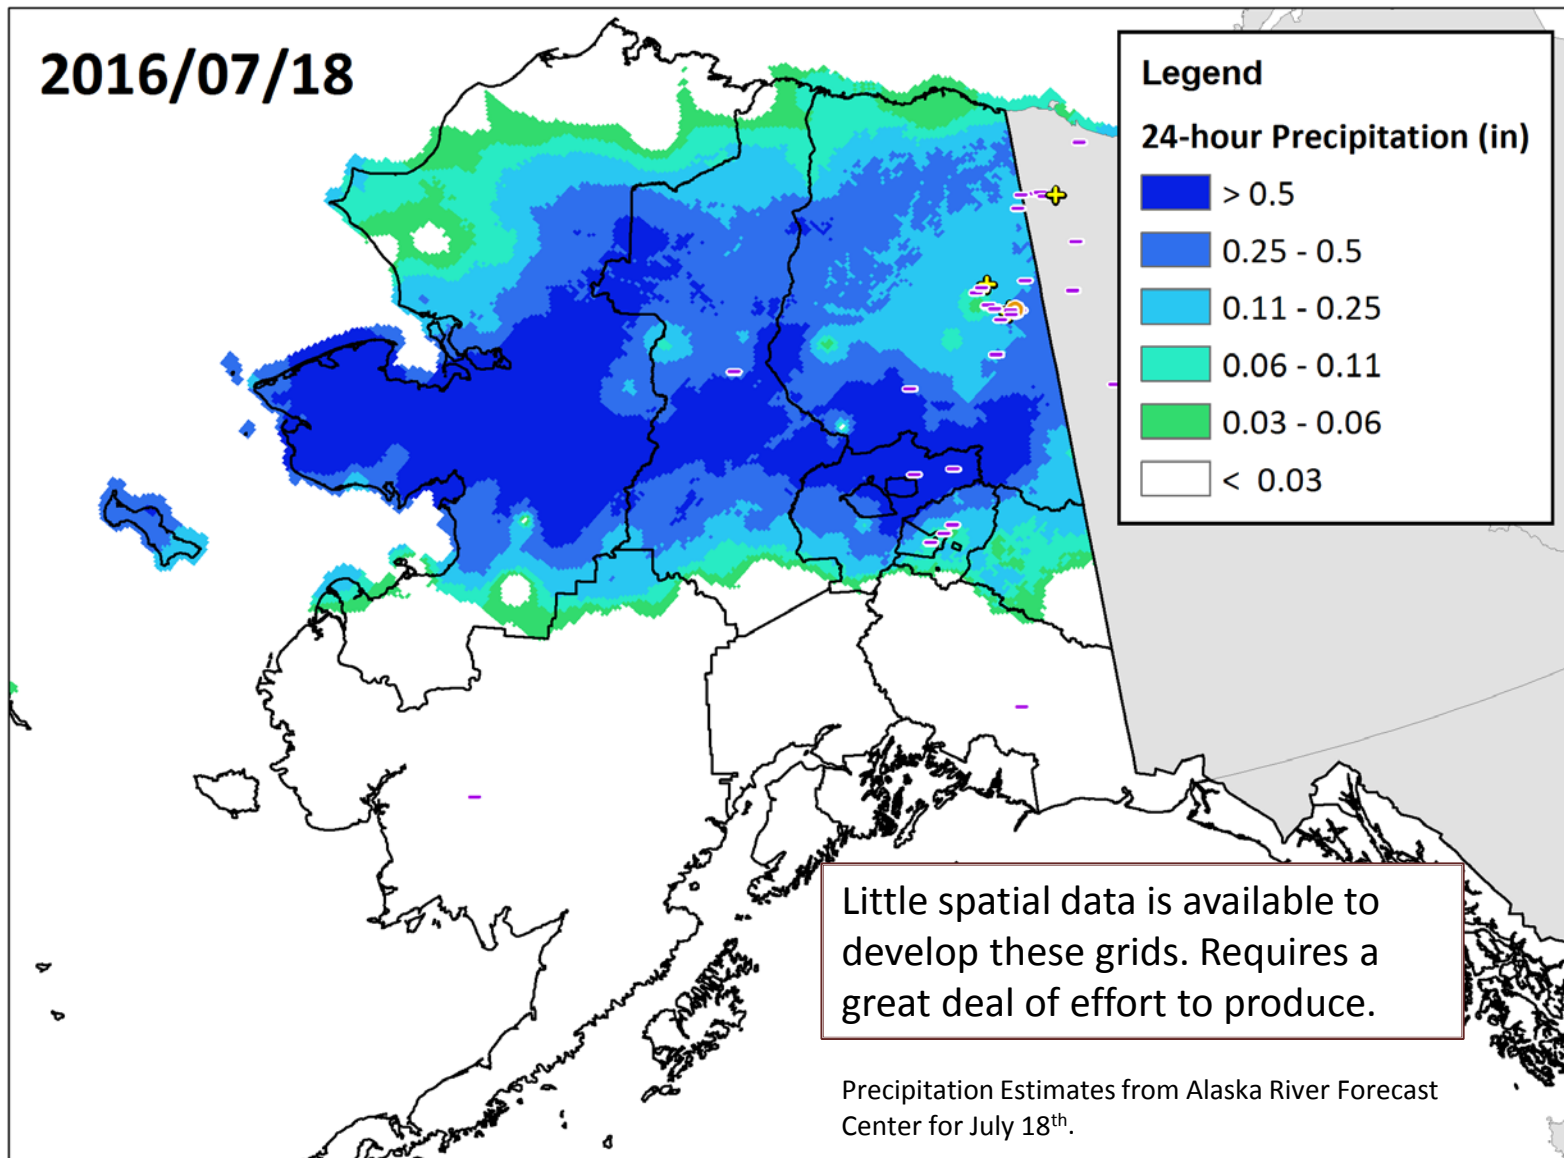 2016/07/18
Legend
24-hour Precipitation (in)
> 0.5
0.25 - 0.5
0.11 - 0.25
0.06 - 0.11
0.03 - 0.06
< 0.03
Little spatial data is available to
develop these grids. Requires a
great deal of effort to produce.
Precipitation Estimates from Alaska River Forecast
Center for July 18th.